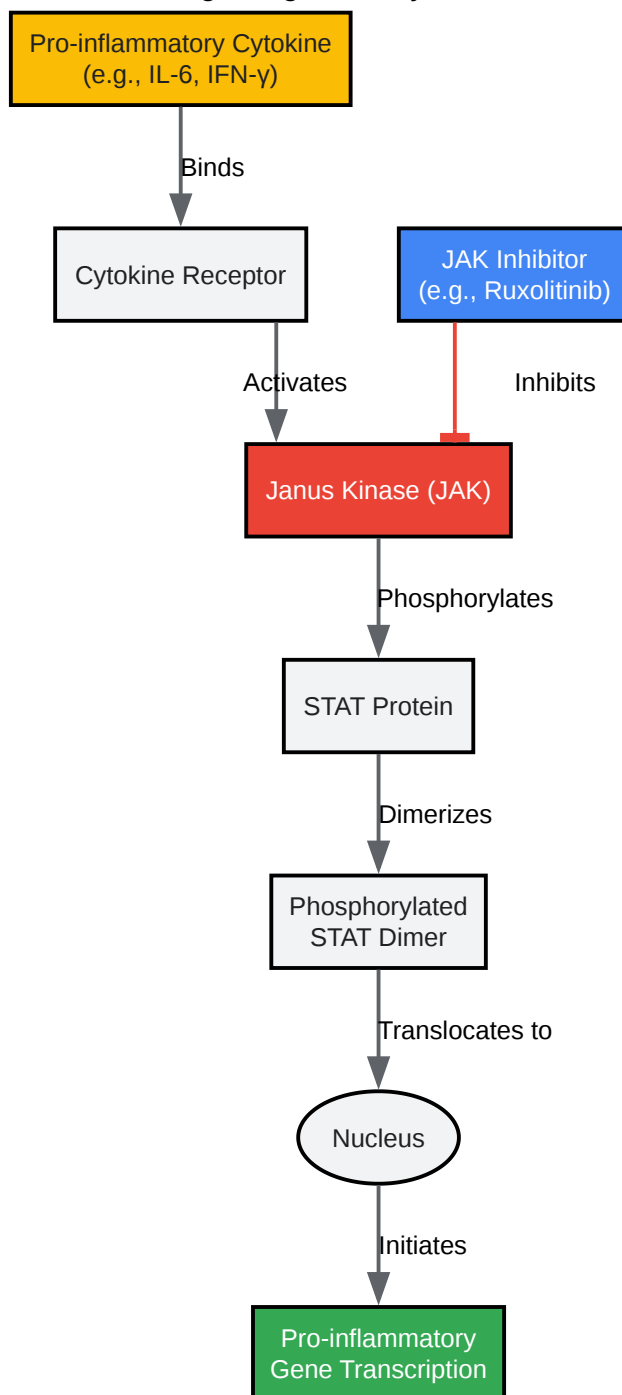 Pro-inflammatory Cytokine
(e.g., IL-6, IFN-γ)
Binds
Cytokine Receptor
JAK Inhibitor
(e.g., Ruxolitinib)
Activates
Inhibits
Janus Kinase (JAK)
Phosphorylates
STAT Protein
Dimerizes
Phosphorylated
STAT Dimer
Translocates to
Nucleus
Initiates
Pro-inflammatory
Gene Transcription